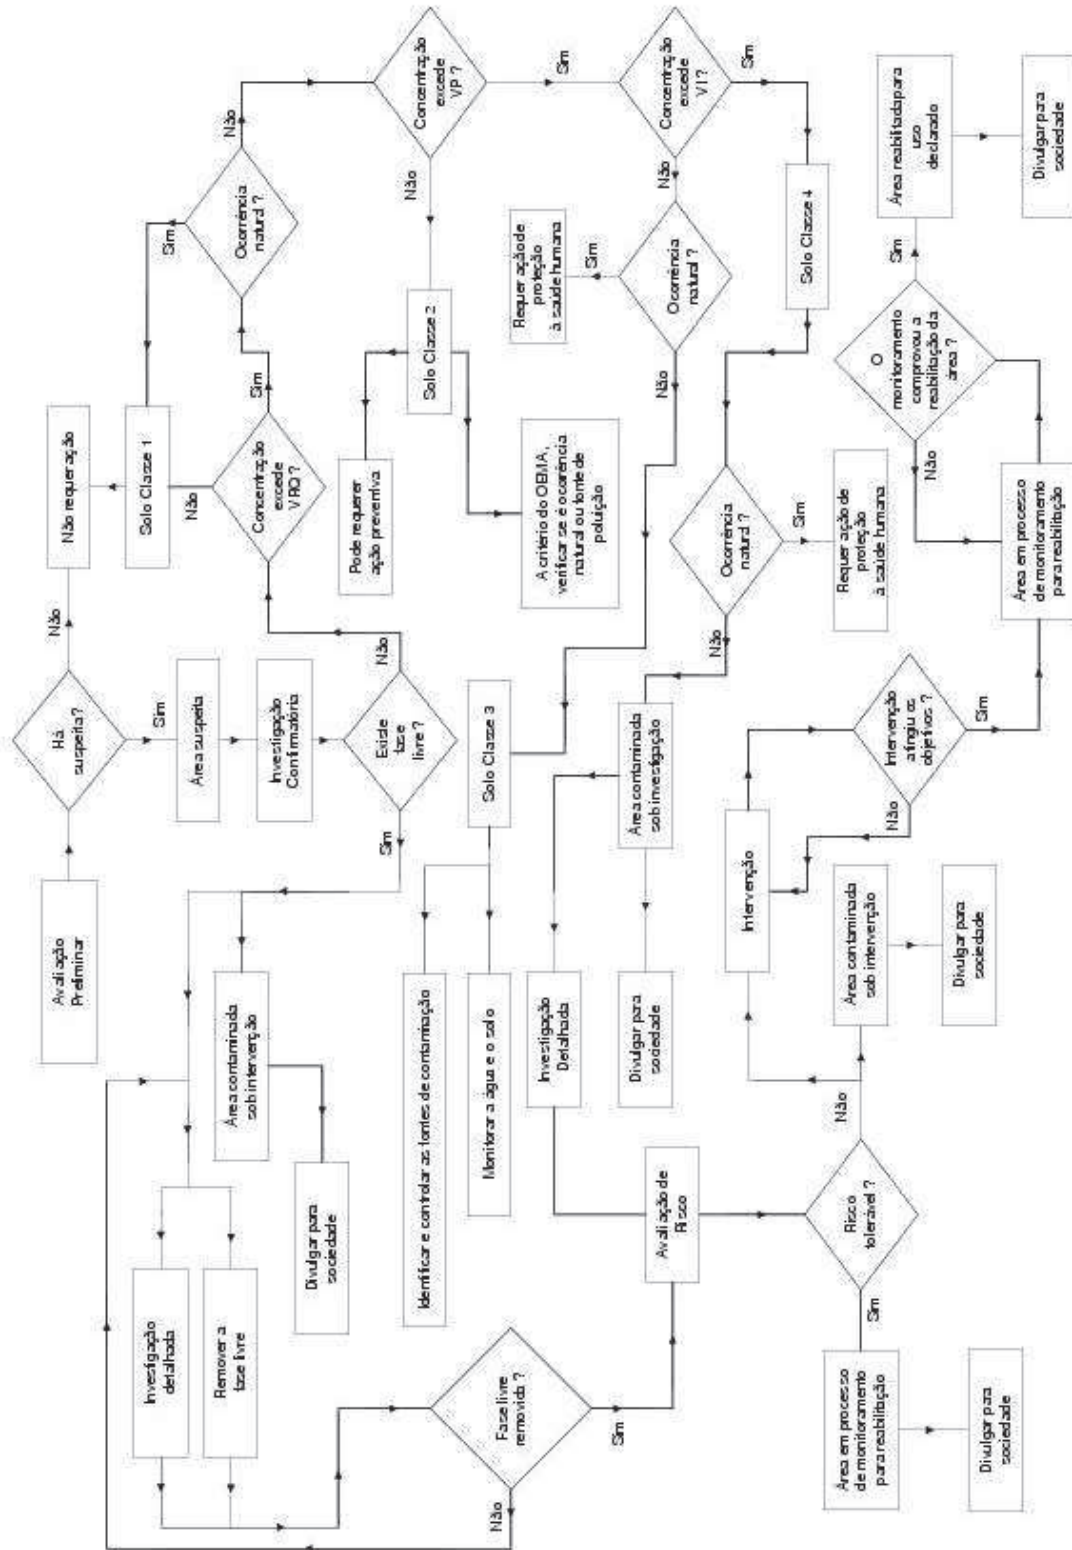 Avaliação
Preliminar
Há
suspeita?
Não
Não requer ação
Sim
Área suspeita
Investigação
Confirmatória
Existe
fase
livre?
Não
Sim
Solo Classe 1
Não
Concentração
excede
VRQ?
Sim
Ocorrência
natural?
Sim
Não
Concentração
excede
VP?
Não
Sim
Solo Classe 2
Pode requerer
ação preventiva
A critério do OEMA,
verificar se é ocorrência
natural ou fonte de
poluição
Concentração
excede
VI?
Não
Sim
Ocorrência
natural?
Sim
Requer ação de
proteção
à saúde humana
Não
Solo Classe 3
Identificar e controlar as fontes de contaminação
Monitorar a água e o solo
Solo Classe 4
Ocorrência
natural?
Sim
Requer ação de
proteção
à saúde humana
Não
Área contaminada
sob investigação
Divulgar para
sociedade
Investigação
Detalhada
Área contaminada
sob intervenção
Divulgar para
sociedade
Investigação
detalhada
Remover a
fase livre
Fase livre
removida?
Não
Sim
Avaliação de
Risco
Risco
tolerável?
Sim
Não
Área em processo
de monitoramento
para reabilitação
Divulgar para
sociedade
Área contaminada
sob intervenção
Divulgar para
sociedade
Intervenção
Intervenção
atingiu os
objetivos?
Não
Sim
Área em processo
de monitoramento
para reabilitação
O
monitoramento
comprovou a
reabilitação da
área?
Não
Sim
Área reabilitada para
uso
declarado
Divulgar para
sociedade